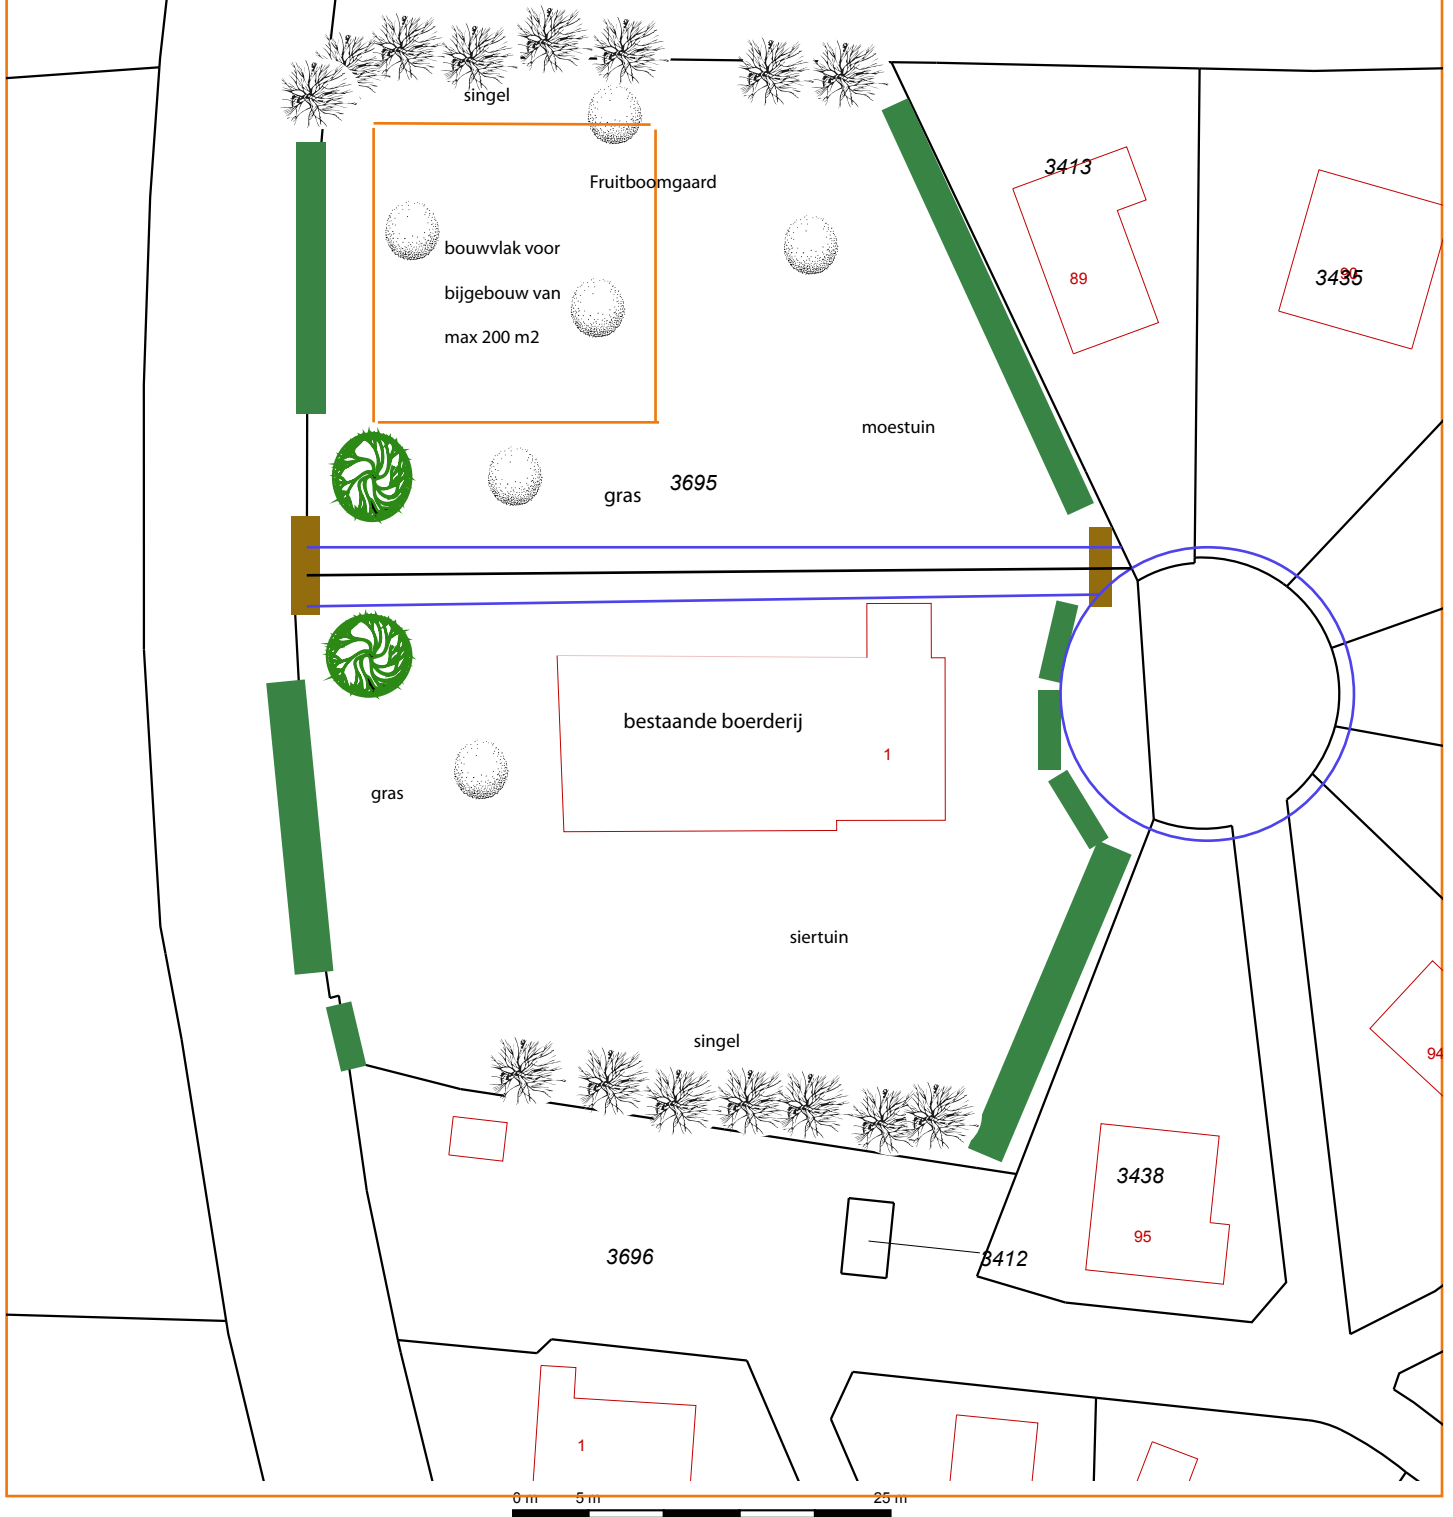 singel
3413
Fruitboomgaard
bouwvlak voor
89
3435
90
bijgebouw van
max 200 m2
moestuin
3695
gras
bestaande boerderij
1
gras
siertuin
singel
94
3438
95
3696
3412
1
0 m
5 m
25 m